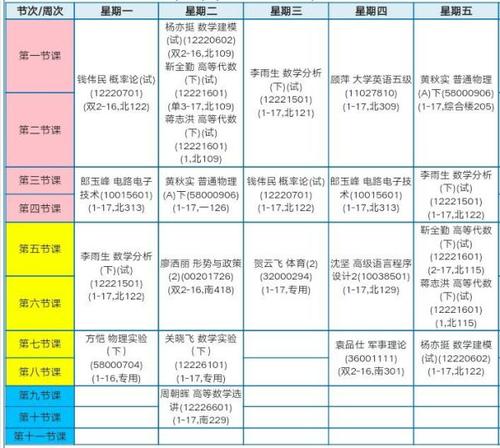 节次/周次 星期一 星期二 星期三 星期四 星期五
第一节课
第二节课
钱伟民 概率论(试)
(12220701)
(双2-16,北122)
杨亦挺 数学建模
(试)(12220602)
(双2-16,北109)
靳全勤 高等代数
(下)(试)
(12221601)
(单3-17,北109)
蒋志洪 高等代数
(下)(试)
(12221601)
(1,北109)
李雨生 数学分析
(下)(试)
(12221501)
(1-17,北121)
顾萍 大学英语五级
(11027810)
(1-17,北309)
黄秋实 普通物理
(A)下(58000906)
(1-17,综合楼205)
第三节课
第四节课
郎玉峰 电路电子
技术(10015601)
(1-17,北313)
黄秋实 普通物理
(A)下(58000906)
(1-17,一126)
钱伟民 概率论(试)
(12220701)
(1-17,北122)
郎玉峰 电路电子
技术(10015601)
(1-17,北313)
李雨生 数学分析
(下)(试)
(12221501)
(1-17,北122)
第五节课
第六节课
李雨生 数学分析
(下)(试)
(12221501)
(1-17,北122)
廖洒丽 形势与政策
(2)(00201726)
(双2-16,南418)
贺云飞 体育(2)
(32000294)
(1-17,专用)
沈坚 高级语言程序
设计2(10038501)
(1-17,北129)
靳全勤 高等代数
(下)(试)
(12221601)
(2-17,北115)
蒋志洪 高等代数
(下)(试)
(12221601)
(1,北115)
第七节课
第八节课
方恺 物理实验
(下)
(58000704)
(1-16,专用)
关晓飞 数学实验
(下)
(12226101)
(1-17,专用)
袁品仕 军事理论
(36001111)
(双2-16,南301)
杨亦挺 数学建模
(试)(12220602)
(1-17,北122)
第九节课
第十节课
第十一节课
周朝晖 高等数学选
讲(12226601)
(1-17,南229)